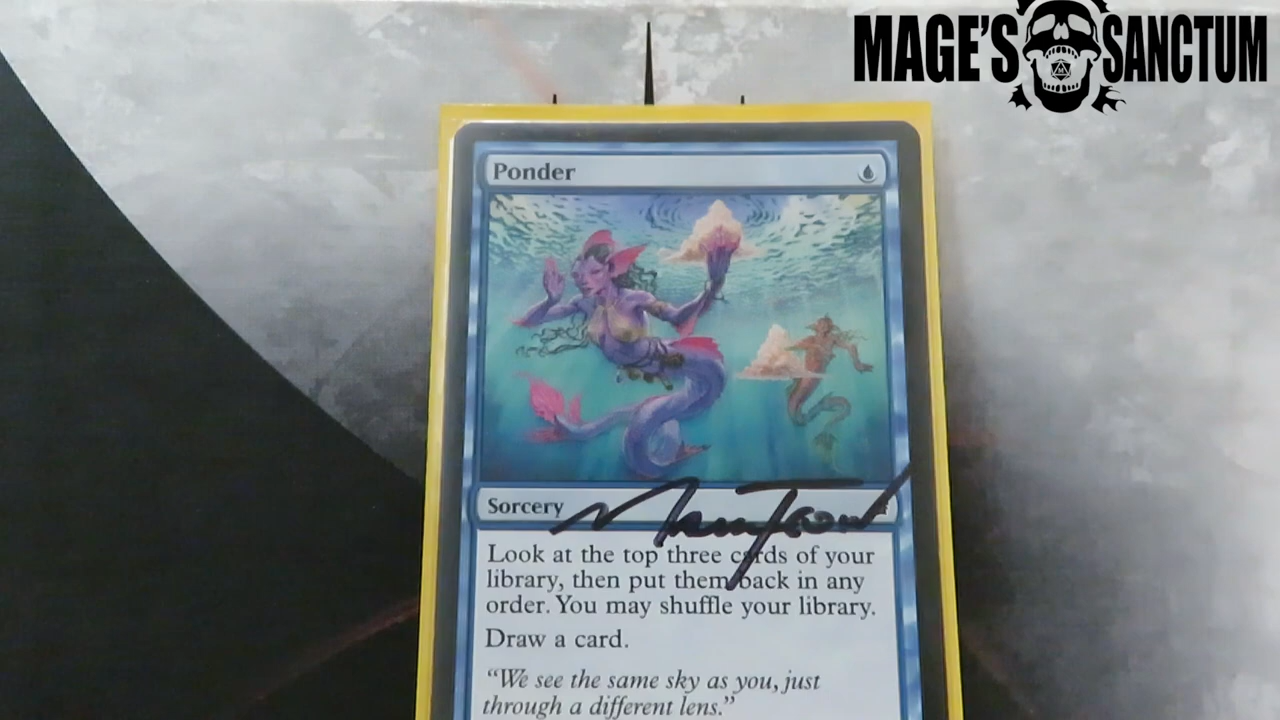 MAGE'S SANCTUM
Ponder
Sorcery
Look at the top three cards of your
library, then put them back in any
order. You may shuffle your library.
Draw a card.
“We see the same sky as you, just
through a different lens.”